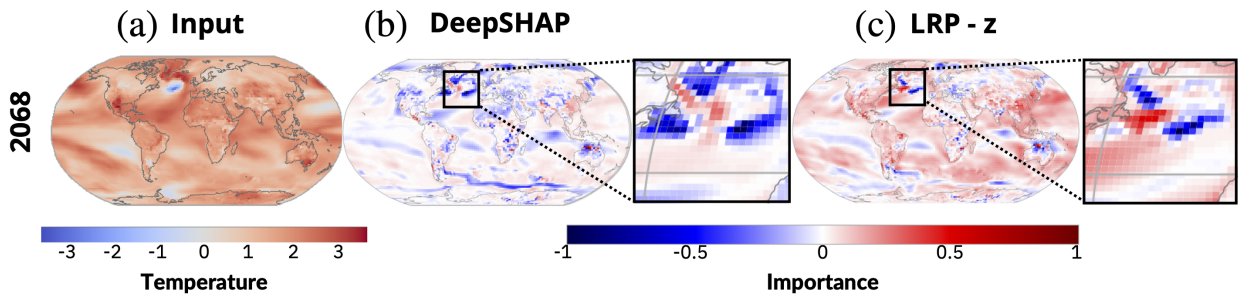 (a) Input (b) DeepSHAP (c) LRP - z
2068
-3 -2 -1 0 1 2 3
Temperature
-1 -0.5 0 0.5 1
Importance